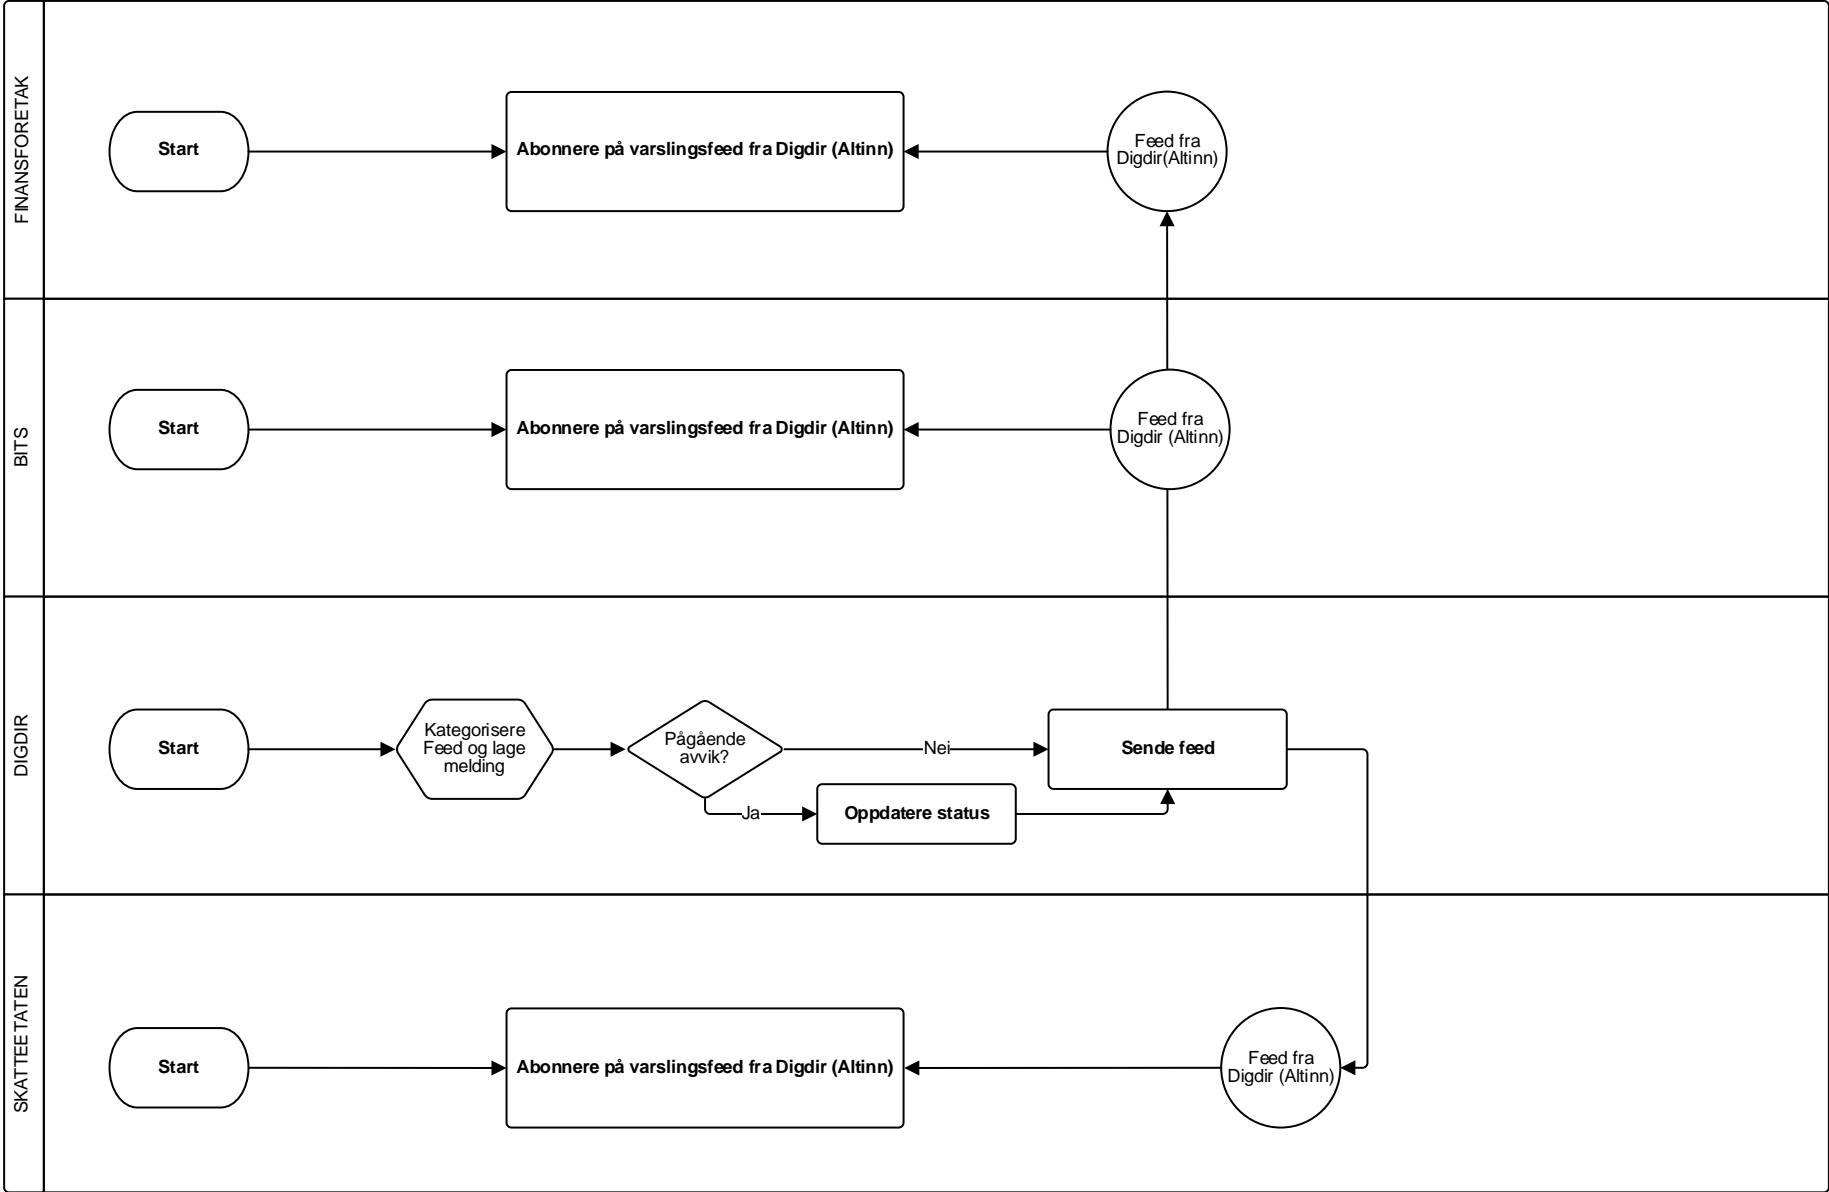 FINANSFORETAK
Start
Abonnere på varslingsfeed fra Digdir (Altinn)
Feed fra
Digdir(Altinn)
BITS
Start
Abonnere på varslingsfeed fra Digdir (Altinn)
Feed fra
Digdir (Altinn)
DIGDIR
Start
Kategorisere
Feed og lage
melding
Pågående
avvik?
Nei
Sende feed
Ja
Oppdatere status
SKATTEETATEN
Start
Abonnere på varslingsfeed fra Digdir (Altinn)
Feed fra
Digdir (Altinn)